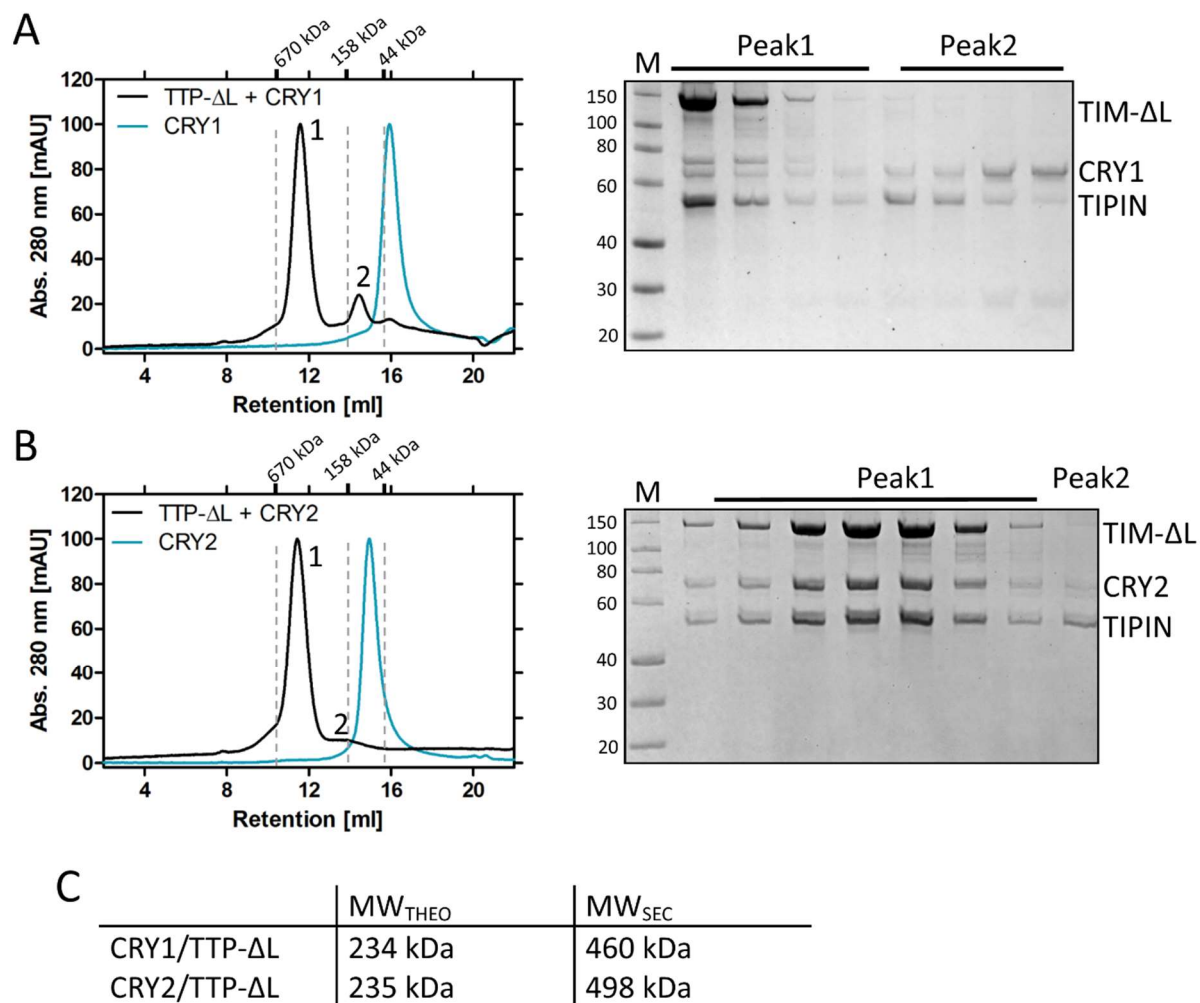 A
670 kDa
158 kDa
44 kDa
120
100
80
60
40
20
0
Abs. 280 nm [mAU]
TTP-ΔL + CRY1
CRY1
1
2
4 8 12 16 20
Retention [ml]
M Peak1 Peak2
150
100
80
60
40
30
20
TIM-ΔL
CRY1
TIPIN
B
670 kDa
158 kDa
44 kDa
120
100
80
60
40
20
0
Abs. 280 nm [mAU]
TTP-ΔL + CRY2
CRY2
1
2
4 8 12 16 20
Retention [ml]
M Peak1 Peak2
150
100
80
60
40
30
20
TIM-ΔL
CRY2
TIPIN
C
MWTHEO MWSEC
CRY1/TTP-ΔL 234 kDa 460 kDa
CRY2/TTP-ΔL 235 kDa 498 kDa